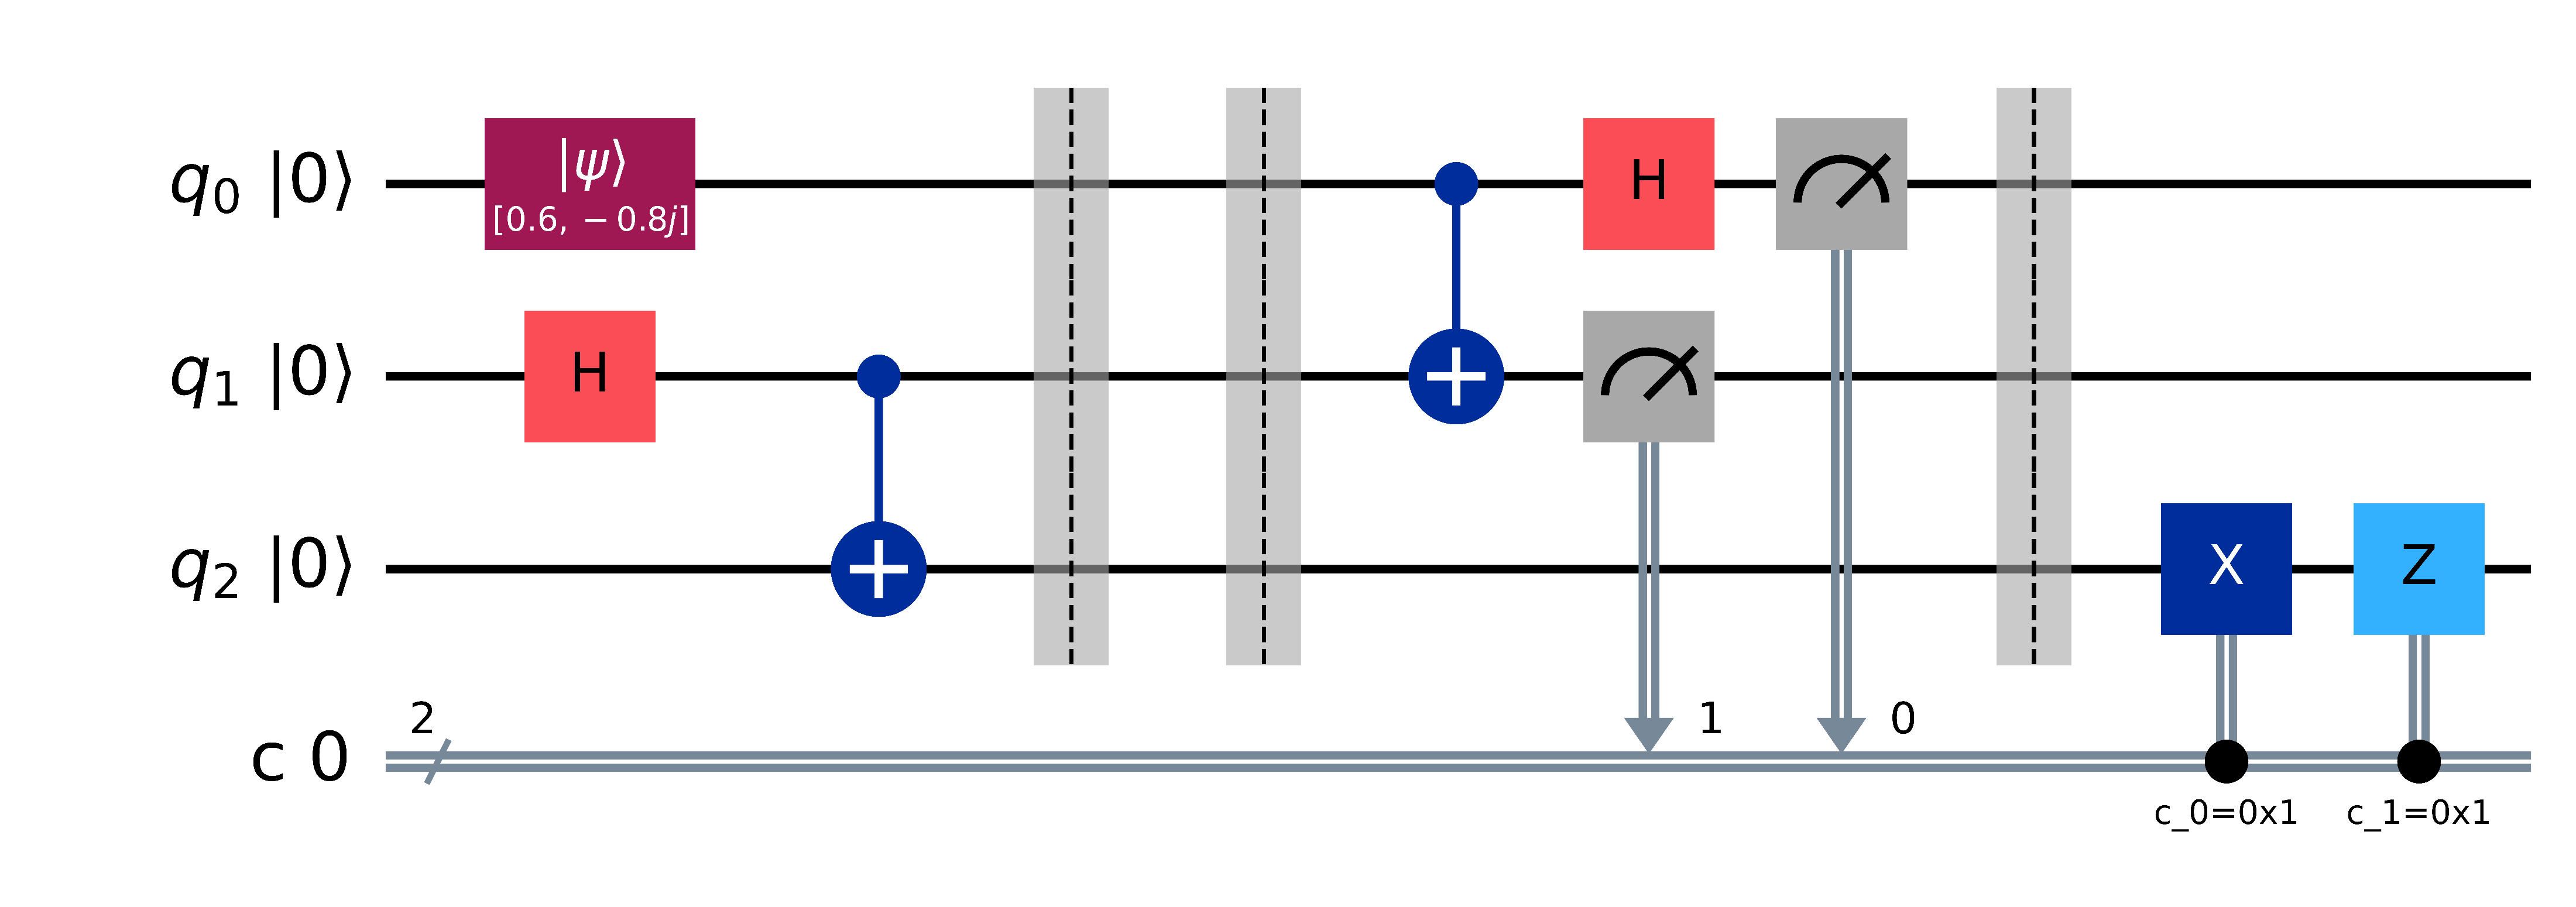 |ψ⟩
q0 |0⟩
H
[0.6, − 0.8j]
q1 |0⟩
H
q2 |0⟩
X
Z
2
1
0
c 0
c_0=0x1
c_1=0x1